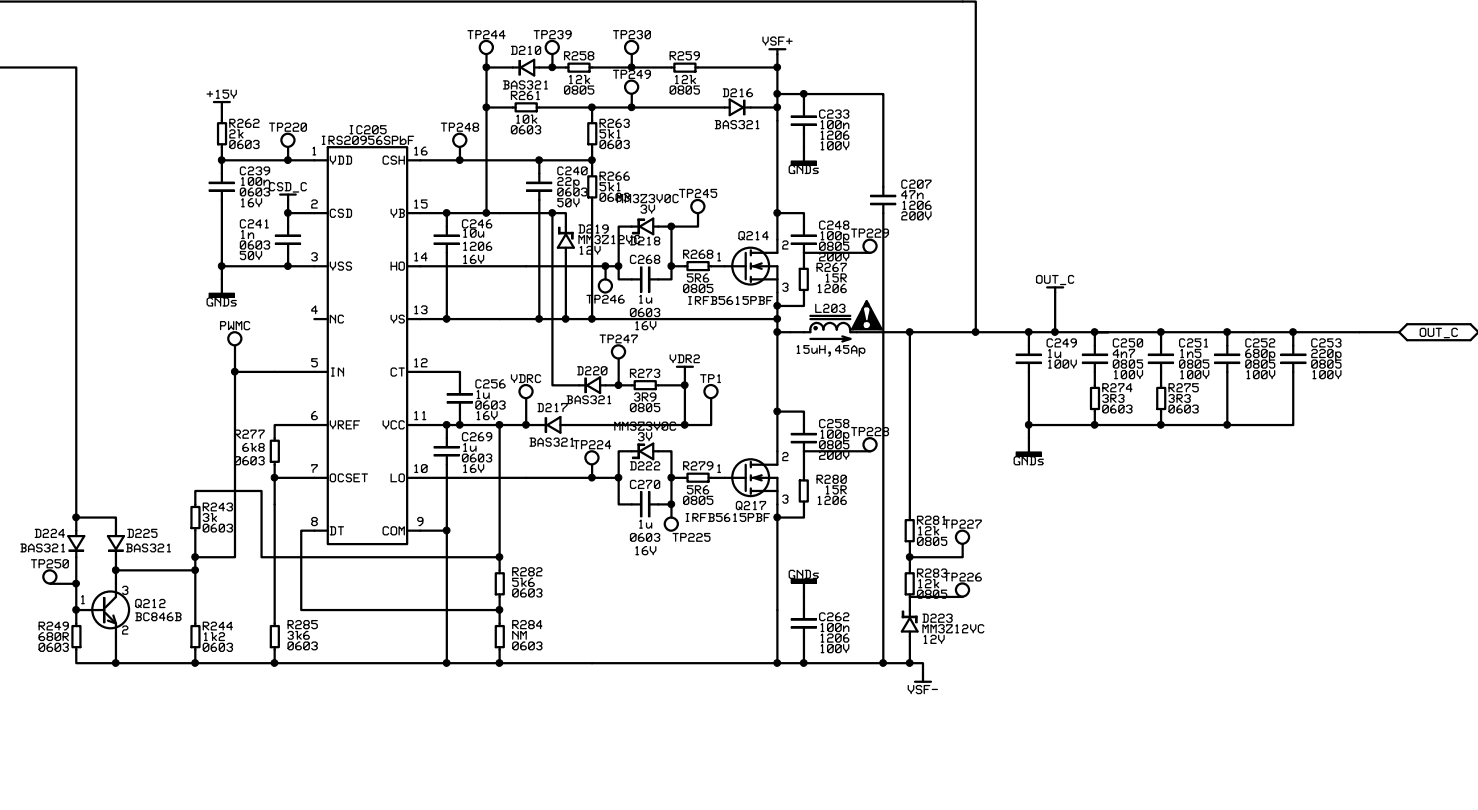 TP244
TP239
TP230
VSF+
D210
BAS321
R258
12k
0805
TP249
R259
12k
0805
R261
10k
0603
D216
BAS321
+15V
R262
2k
0603
TP220
IC205
IRS20956SPbF
TP248
R263
5k1
0603
C233
100n
1206
100V
GNDs
1
VDD
CSH
16
C239
100n
0603
16V
CSD_C
C240
22p
0603
50V
R266
5k1
0603
MM3Z3V0C
3V
D218
TP245
C207
47n
1206
200V
2
CSD
VB
15
C241
1n
0603
50V
C246
10u
1206
16V
D219
MM3Z12VC
12V
Q214
2
C248
100p
0805
200V
TP229
3
VSS
HO
14
C268
1u
0603
16V
R268
5R6
0805
1
3
IRFB5615PBF
R267
15R
1206
GNDs
TP246
OUT_C
4
NC
VS
13
L203
15uH,45Ap
PWMC
TP247
VDR2
OUT_C
5
IN
CT
12
C256
1u
0603
16V
VDRC
D220
BAS321
R273
3R9
0805
TP1
C249
1u
100V
C250
4n7
0805
100V
C251
1n5
0805
100V
C252
680p
0805
100V
C253
220p
0805
100V
R274
3R3
0603
R275
3R3
0603
GNDs
6
VREF
VCC
11
D217
BAS321
MM3Z3V0C
3V
D222
C258
100p
0805
200V
TP228
R277
6k8
0603
C269
1u
0603
16V
TP224
7
OCSET
LO
10
C270
1u
0603
16V
R279
5R6
0805
1
2
3
Q217
IRFB5615PBF
R280
15R
1206
TP225
R243
3k
0603
8
DT
COM
9
D224
BAS321
D225
BAS321
TP250
R281
12k
0805
TP227
R283
12k
0805
TP226
R282
5k6
0603
GNDs
1
3
2
Q212
BC846B
D223
MM3Z12VC
12V
C262
100n
1206
100V
R249
680R
0603
R244
1k2
0603
R285
3k6
0603
R284
NM
0603
VSF-